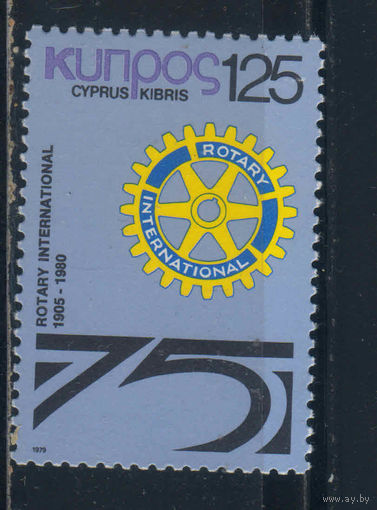 Κυπρος 125
CYPRUS KIBRIS
ROTARY INTERNATIONAL
1905 - 1980
ROTARY
INTERNATIONAL
75
1979
www.ay.by